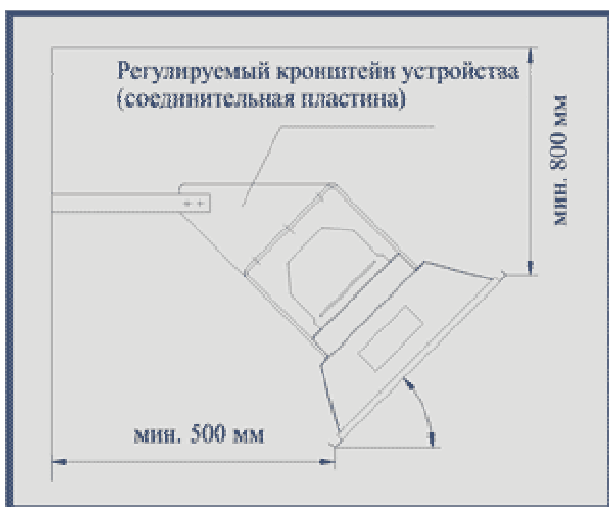 Регулируемый кронштейн устройства
(соединительная пластина)
мин. 800 мм
мин. 500 мм